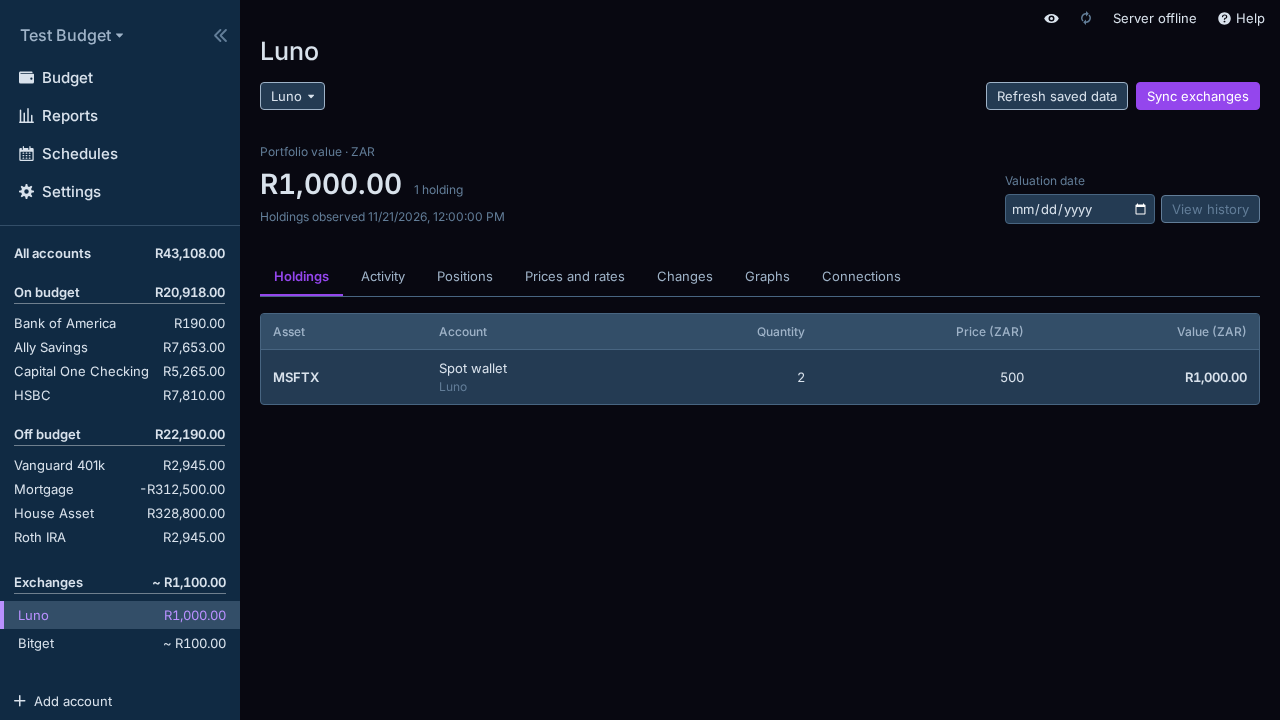 Test Budget
Budget
Reports
Schedules
Settings
All accounts R43,108.00
On budget R20,918.00
Bank of America R190.00
Ally Savings R7,653.00
Capital One Checking R5,265.00
HSBC R7,810.00
Off budget R22,190.00
Vanguard 401k R2,945.00
Mortgage -R312,500.00
House Asset R328,800.00
Roth IRA R2,945.00
Exchanges ~ R1,100.00
Luno R1,000.00
Bitget ~ R100.00
Add account
Server offline Help
Luno
Luno Refresh saved data Sync exchanges
Portfolio value · ZAR
R1,000.00 1 holding
Holdings observed 11/21/2026, 12:00:00 PM
Valuation date
mm/dd/yyyy View history
Holdings Activity Positions Prices and rates Changes Graphs Connections
Asset Account Quantity Price (ZAR) Value (ZAR)
MSFTX Spot wallet 2 500 R1,000.00
Luno